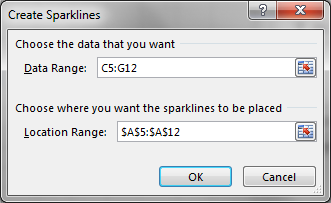 Create Sparklines
?
Choose the data that you want
Data Range: C5:G12
Choose where you want the sparklines to be placed
Location Range: $A$5:$A$12
OK Cancel